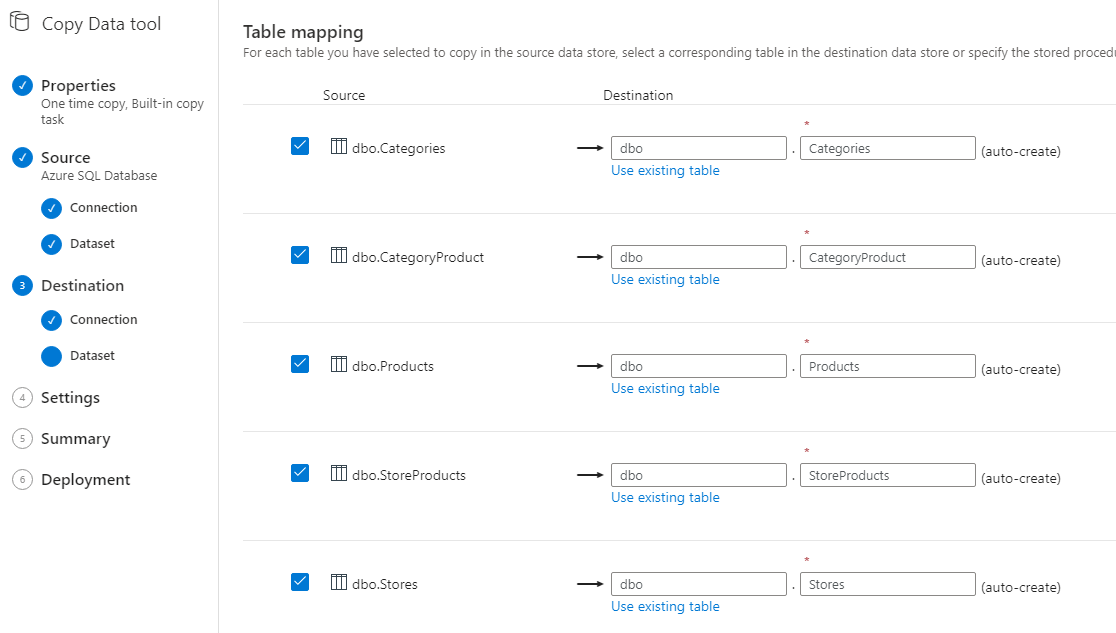 Copy Data tool
Properties
One time copy, Built-in copy
task
Source
Azure SQL Database
Connection
Dataset
3
Destination
Connection
Dataset
4
Settings
5
Summary
6
Deployment
Table mapping
For each table you have selected to copy in the source data store, select a corresponding table in the destination data store or specify the stored
Source Destination
*
dbo.Categories dbo . Categories (auto-create)
Use existing table
*
dbo.CategoryProduct dbo . CategoryProduct (auto-create)
Use existing table
*
dbo.Products dbo . Products (auto-create)
Use existing table
*
dbo.StoreProducts dbo . StoreProducts (auto-create)
Use existing table
*
dbo.Stores dbo . Stores (auto-create)
Use existing table